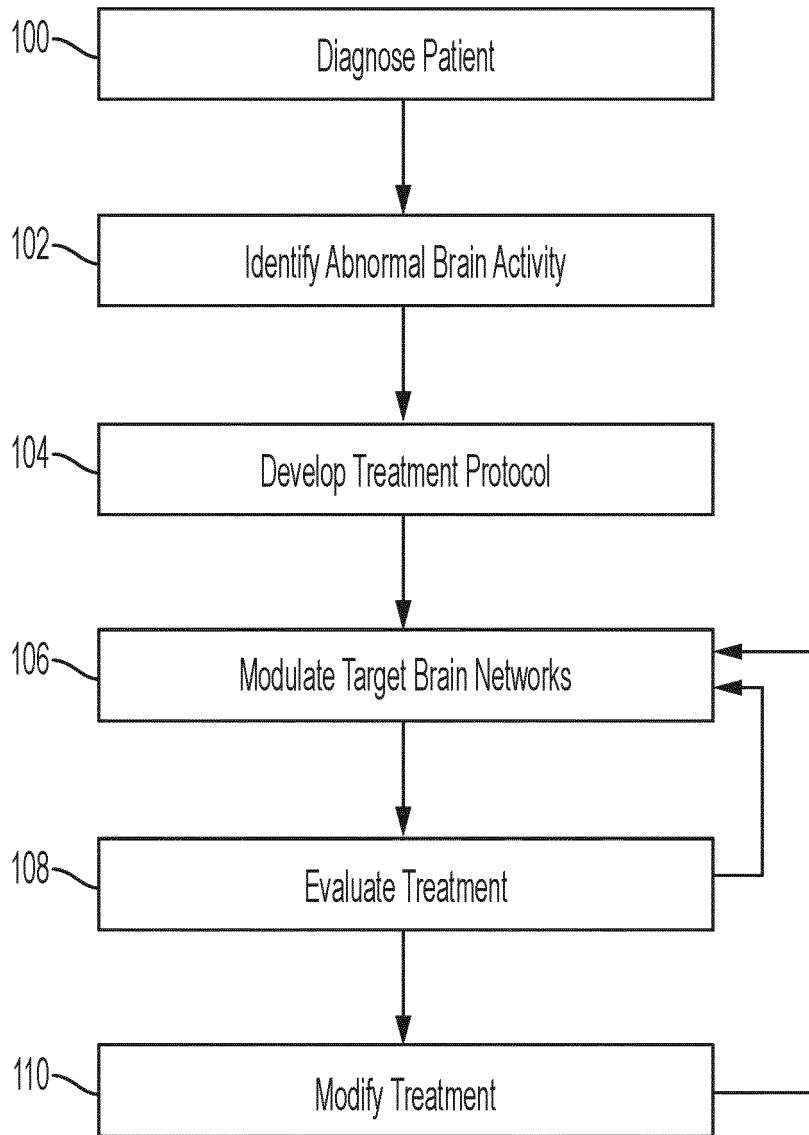 100
Diagnose Patient
102
Identify Abnormal Brain Activity
104
Develop Treatment Protocol
106
Modulate Target Brain Networks
108
Evaluate Treatment
110
Modify Treatment